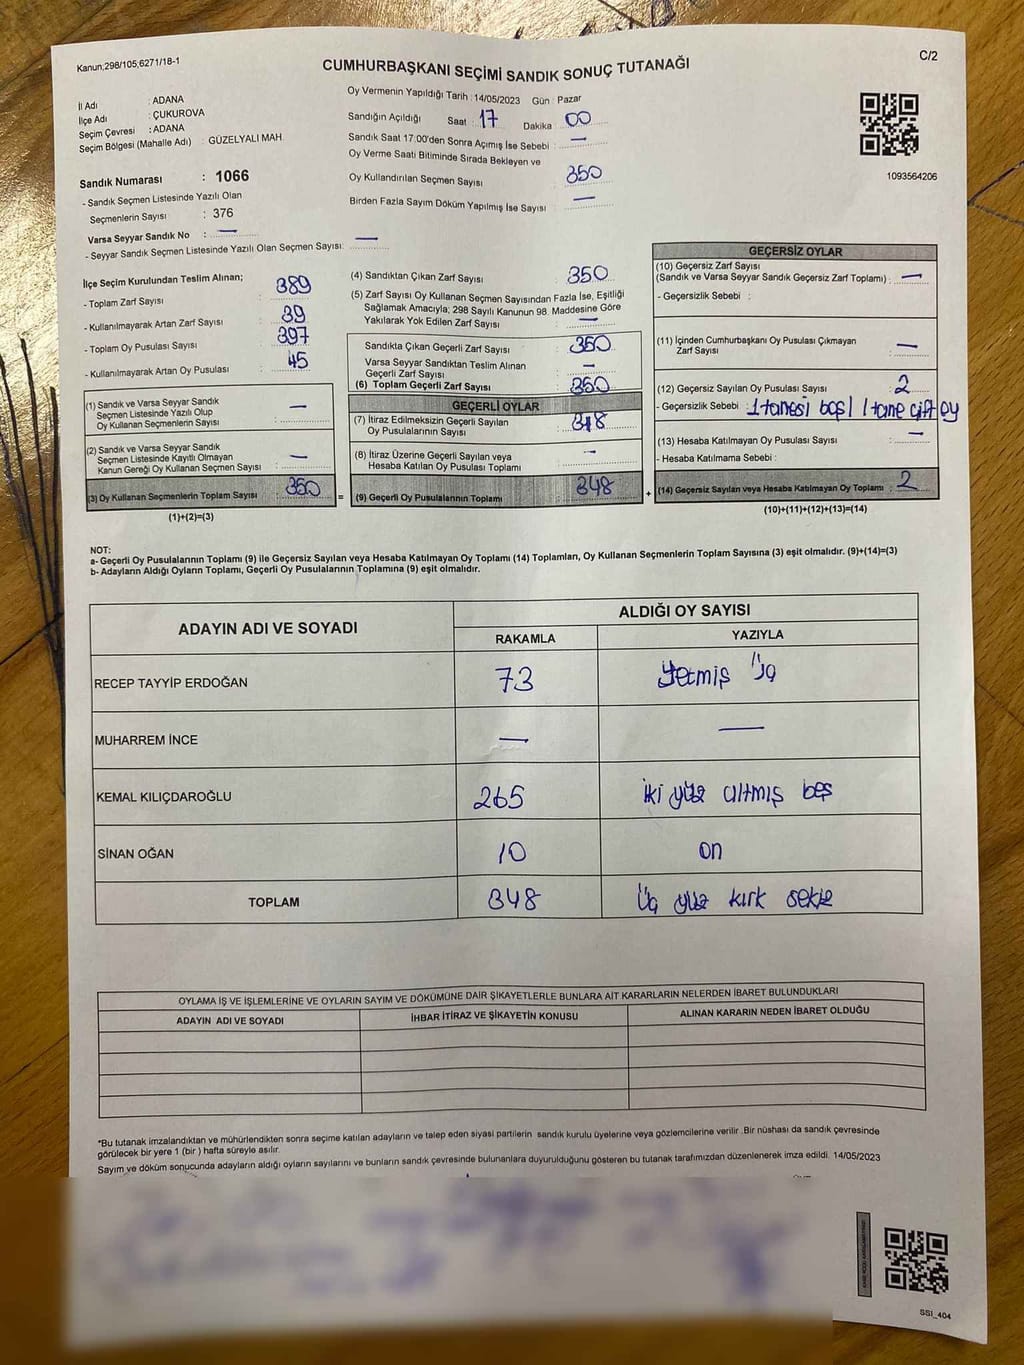 Kanun;298/105;6271/18-1
CUMHURBAŞKANI SEÇİMİ SANDIK SONUÇ TUTANAĞI
C/2
İl Adı : ADANA
İlçe Adı : ÇUKUROVA
Seçim Çevresi : ADANA
Seçim Bölgesi (Mahalle Adı) : GÜZELYALI MAH.
Sandık Numarası : 1066
- Sandık Seçmen Listesinde Yazılı Olan
Seçmenlerin Sayısı : 376
Varsa Seyyar Sandık No : —
- Seyyar Sandık Seçmen Listesinde Yazılı Olan Seçmen Sayısı: —
Oy Vermenin Yapıldığı Tarih : 14/05/2023 Gün : Pazar
Sandığın Açıldığı Saat : 17 Dakika : 00
Sandık Saat 17:00'den Sonra Açımış İse Sebebi : —
Oy Verme Saati Bitiminde Sırada Bekleyen ve
Oy Kullandırılan Seçmen Sayısı : 350
Birden Fazla Sayım Döküm Yapılmış İse Sayısı : —
1093564206
İlçe Seçim Kurulundan Teslim Alınan;
- Toplam Zarf Sayısı : 389
- Kullanılmayarak Artan Zarf Sayısı : 39
- Toplam Oy Pusulası Sayısı : 397
- Kullanılmayarak Artan Oy Pusulası : 45
(1) Sandık ve Varsa Seyyar Sandık
Seçmen Listesinde Yazılı Olup
Oy Kullanan Seçmenlerin Sayısı : —
(2) Sandık ve Varsa Seyyar Sandık
Seçmen Listesinde Kayıtlı Olmayan
Kanun Gereği Oy Kullanan Seçmen Sayısı : —
(3) Oy Kullanan Seçmenlerin Toplam Sayısı : 350
(1)+(2)=(3)
(4) Sandıktan Çıkan Zarf Sayısı : 350
(5) Zarf Sayısı Oy Kullanan Seçmen Sayısından Fazla İse, Eşitliği
Sağlamak Amacıyla; 298 Sayılı Kanunun 98. Maddesine Göre
Yakılarak Yok Edilen Zarf Sayısı : —
Sandıkta Çıkan Geçerli Zarf Sayısı : 350
Varsa Seyyar Sandıktan Teslim Alınan
Geçerli Zarf Sayısı : —
(6) Toplam Geçerli Zarf Sayısı : 350
GEÇERLİ OYLAR
(7) İtiraz Edilmeksizin Geçerli Sayılan
Oy Pusulalarının Sayısı : 348
(8) İtiraz Üzerine Geçerli Sayılan veya
Hesaba Katılan Oy Pusulası Toplamı : —
= (9) Geçerli Oy Pusulalarının Toplamı : 348 +
GEÇERSİZ OYLAR
(10) Geçersiz Zarf Sayısı
(Sandık ve Varsa Seyyar Sandık Geçersiz Zarf Toplamı) : —
- Geçersizlik Sebebi :
(11) İçinden Cumhurbaşkanı Oy Pusulası Çıkmayan
Zarf Sayısı : —
(12) Geçersiz Sayılan Oy Pusulası Sayısı : 2
- Geçersizlik Sebebi : 1 tanesi boş 1 tane çift oy
(13) Hesaba Katılmayan Oy Pusulası Sayısı : —
- Hesaba Katılmama Sebebi :
(14) Geçersiz Sayılan veya Hesaba Katılmayan Oy Toplamı : 2
(10)+(11)+(12)+(13)=(14)
NOT:
a- Geçerli Oy Pusulalarının Toplamı (9) ile Geçersiz Sayılan veya Hesaba Katılmayan Oy Toplamı (14) Toplamları, Oy Kullanan Seçmenlerin Toplam Sayısına (3) eşit olmalıdır. (9)+(14)=(3)
b- Adayların Aldığı Oyların Toplamı, Geçerli Oy Pusulalarının Toplamına (9) eşit olmalıdır.
ADAYIN ADI VE SOYADI ALDIĞI OY SAYISI
RAKAMLA YAZIYLA
RECEP TAYYİP ERDOĞAN 73 Yetmiş üç
MUHARREM İNCE — —
KEMAL KILIÇDAROĞLU 265 iki yüz altmış beş
SİNAN OĞAN 10 on
TOPLAM 348 Üç yüz kırk sekiz
OYLAMA İŞ VE İŞLEMLERİNE VE OYLARIN SAYIM VE DÖKÜMÜNE DAİR ŞİKAYETLERLE BUNLARA AİT KARARLARIN NELERDEN İBARET BULUNDUKLARI
ADAYIN ADI VE SOYADI İHBAR İTİRAZ VE ŞİKAYETİN KONUSU ALINAN KARARIN NEDEN İBARET OLDUĞU
*Bu tutanak imzalandıktan ve mühürlendikten sonra seçime katılan adayların ve talep eden siyasi partilerin sandık kurulu üyelerine veya gözlemcilerine verilir .Bir nüshası da sandık çevresinde
görülecek bir yere 1 (bir ) hafta süreyle asılır.
Sayım ve döküm sonucunda adayların aldığı oyların sayılarını ve bunların sandık çevresinde bulunanlara duyurulduğunu gösteren bu tutanak tarafımızdan düzenlenerek imza edildi. 14/05/2023
SSI_404